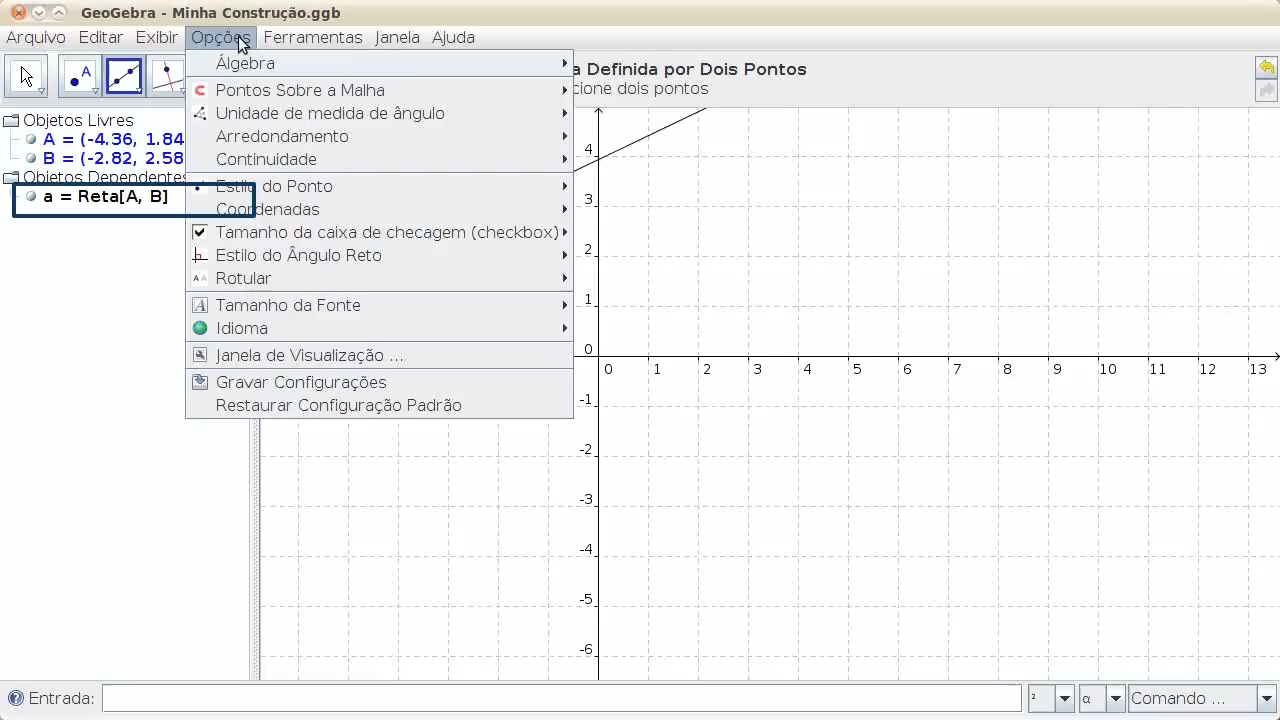 GeoGebra - Minha Construção.ggb
Arquivo Editar Exibir Opções Ferramentas Janela Ajuda
A
a Definida por Dois Pontos
cione dois pontos
Álgebra
Pontos Sobre a Malha
Unidade de medida de ângulo
Arredondamento
Continuidade
Estilo do Ponto
Coordenadas
Tamanho da caixa de checagem (checkbox)
Estilo do Ângulo Reto
AA Rotular
A Tamanho da Fonte
Idioma
Janela de Visualização ...
Gravar Configurações
Restaurar Configuração Padrão
Objetos Livres
A = (-4.36, 1.84
B = (-2.82, 2.58
Objetos Dependentes
a = Reta[A, B]
4
3
2
1
0
0 1 2 3 4 5 6 7 8 9 10 11 12 13
-1
-2
-3
-4
-5
-6
Entrada:
² α Comando ...